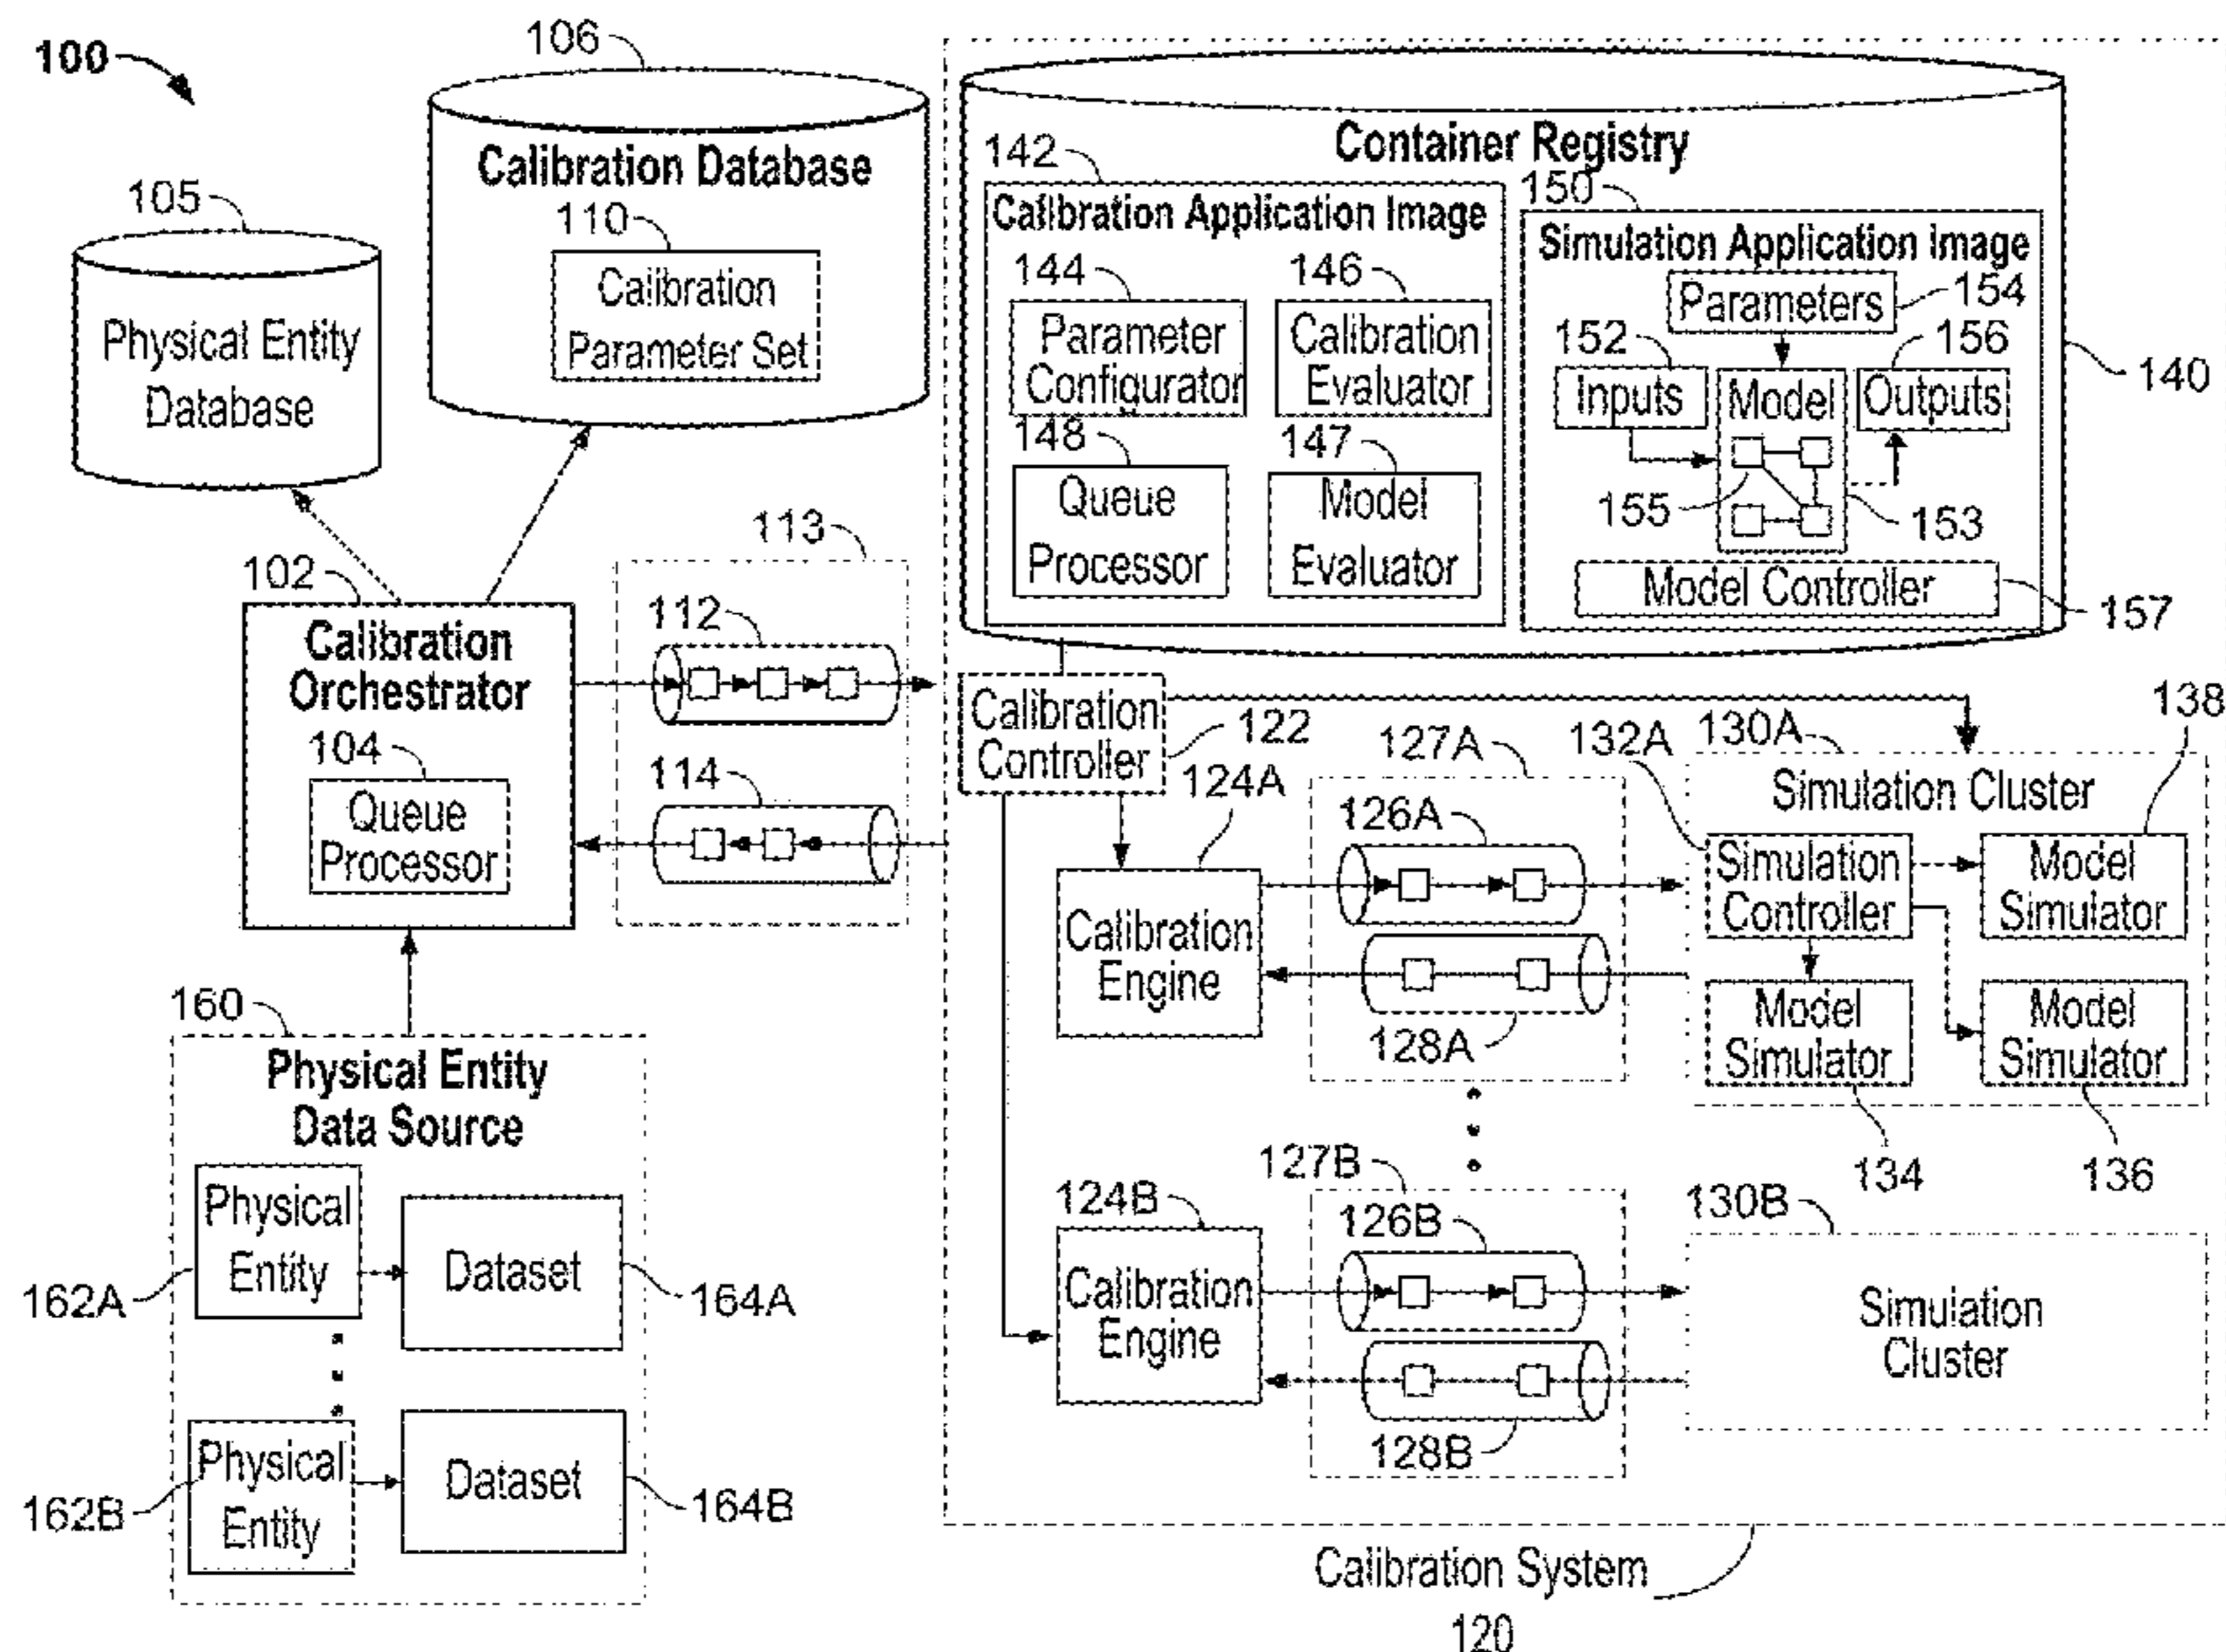 100
106
Calibration Database
110
Calibration
Parameter Set
105
Physical Entity
Database
102
Calibration
Orchestrator
104
Queue
Processor
113
112
114
160
Physical Entity
Data Source
Physical
Entity
162A
Dataset
164A
Physical
Entity
162B
Dataset
164B
Container Registry
140
142
Calibration Application Image
144
Parameter
Configurator
146
Calibration
Evaluator
148
Queue
Processor
147
Model
Evaluator
150
Simulation Application Image
Parameters
154
152
Inputs
Model
156
Outputs
155
153
Model Controller
157
Calibration
Controller
122
124A
Calibration
Engine
127A
126A
128A
132A
130A
138
Simulation Cluster
Simulation
Controller
Model
Simulator
Model
Simulator
134
Model
Simulator
136
124B
Calibration
Engine
127B
126B
128B
130B
Simulation
Cluster
Calibration System
120